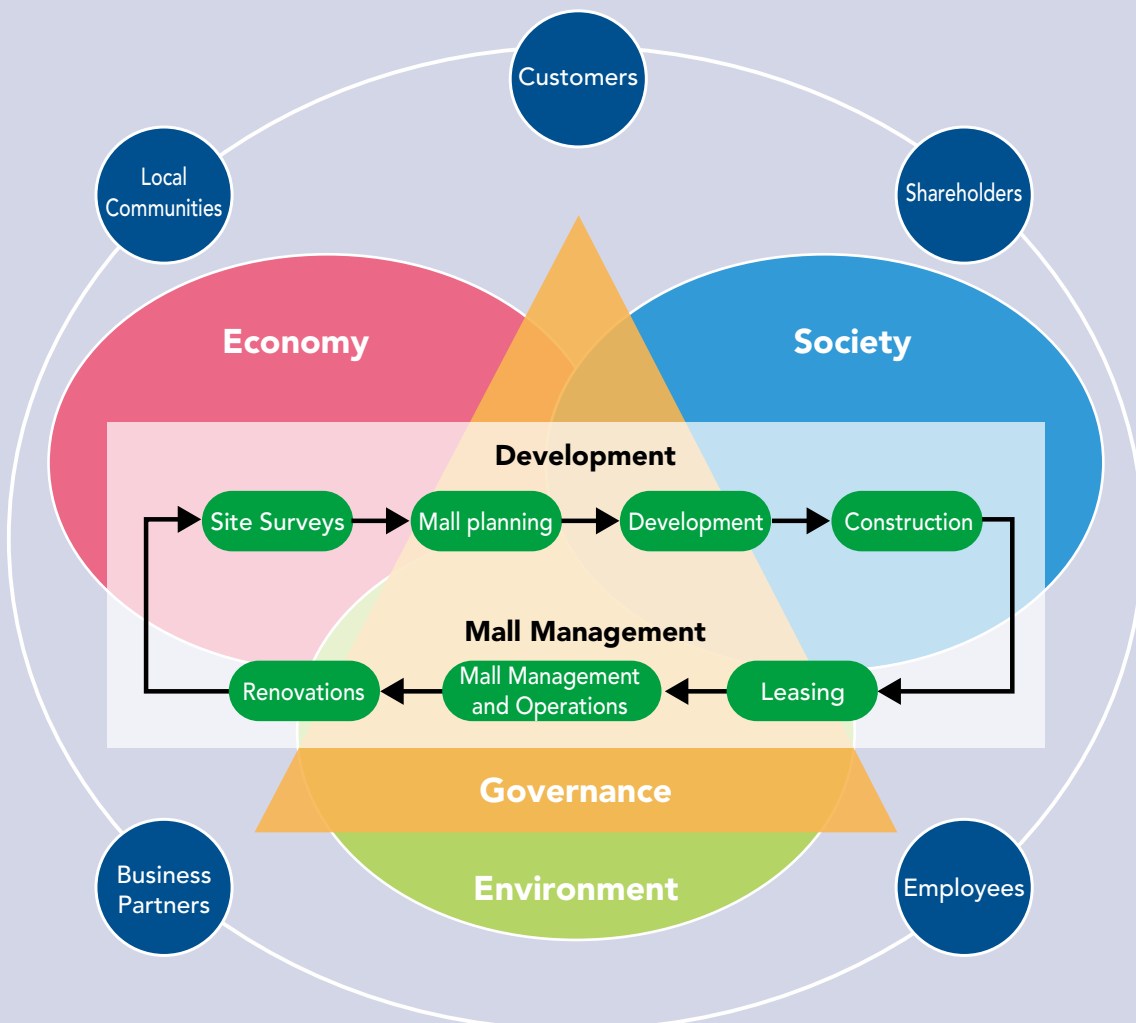 Customers
Local
Communities
Shareholders
Economy
Society
Development
Site Surveys
Mall planning
Development
Construction
Mall Management
Renovations
Mall Management
and Operations
Leasing
Governance
Environment
Business
Partners
Employees